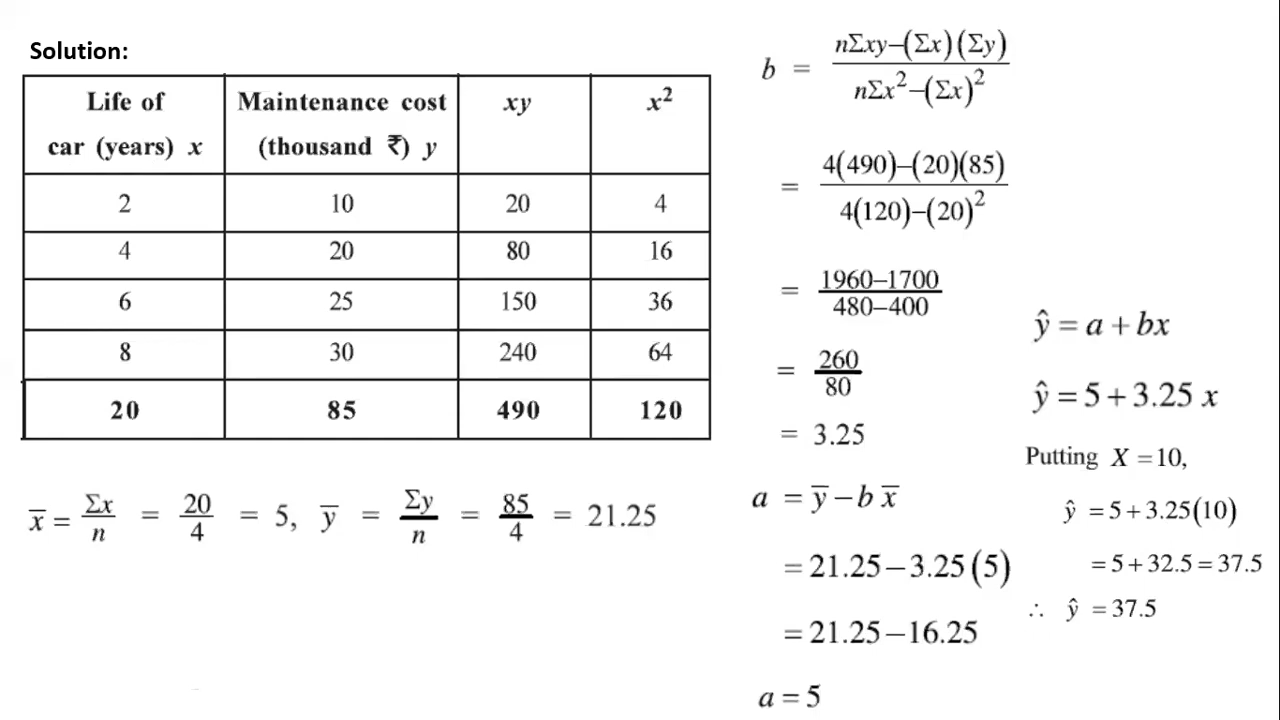 Solution:
Life of car (years) x | Maintenance cost (thousand ₹) y | xy | x²
2 | 10 | 20 | 4
4 | 20 | 80 | 16
6 | 25 | 150 | 36
8 | 30 | 240 | 64
20 | 85 | 490 | 120
x̄ = Σx/n = 20/4 = 5, ȳ = Σy/n = 85/4 = 21.25
b = (nΣxy–(Σx)(Σy))/(nΣx²–(Σx)²)
= (4(490)–(20)(85))/(4(120)–(20)²)
= (1960–1700)/(480–400)
= 260/80
= 3.25
a = ȳ – b x̄
= 21.25 – 3.25(5)
= 21.25 – 16.25
a = 5
ŷ = a + bx
ŷ = 5 + 3.25 x
Putting X = 10,
ŷ = 5 + 3.25(10)
= 5 + 32.5 = 37.5
∴ ŷ = 37.5